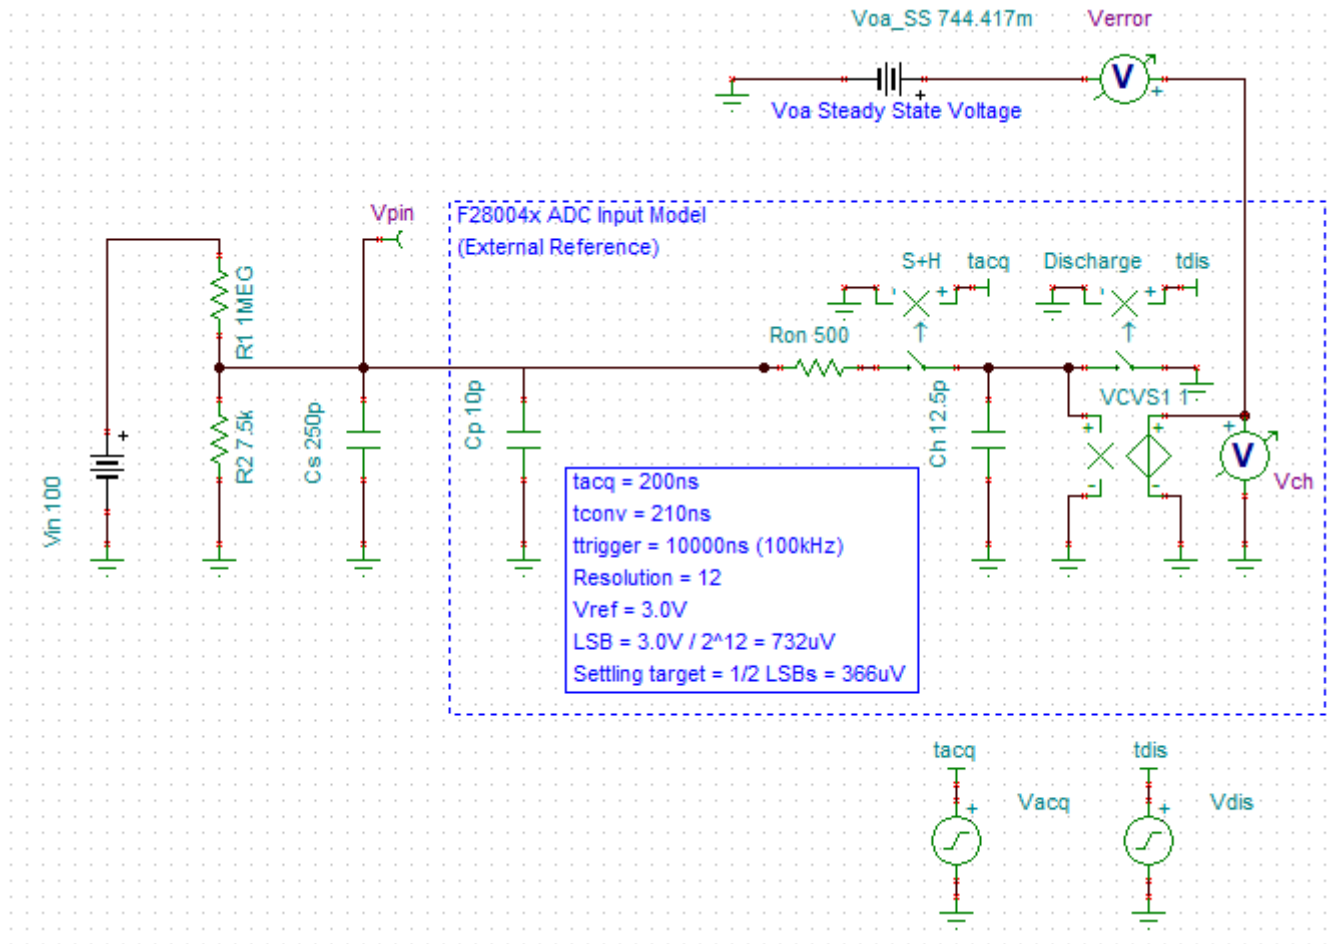 Voa_SS 744.417m
Verror
V
+
+
Voa Steady State Voltage
Vpin
F28004x ADC Input Model
(External Reference)
S+H
tacq
Discharge
tdis
- +
- +
R1 1MEG
Ron 500
VCVS1 1
R2 7.5k
Cs 250p
Cp 10p
Ch 12.5p
+
+
+
+
V
Vch
-
-
Vin 100
tacq = 200ns
tconv = 210ns
ttrigger = 10000ns (100kHz)
Resolution = 12
Vref = 3.0V
LSB = 3.0V / 2^12 = 732uV
Settling target = 1/2 LSBs = 366uV
tacq
tdis
+
Vacq
+
Vdis